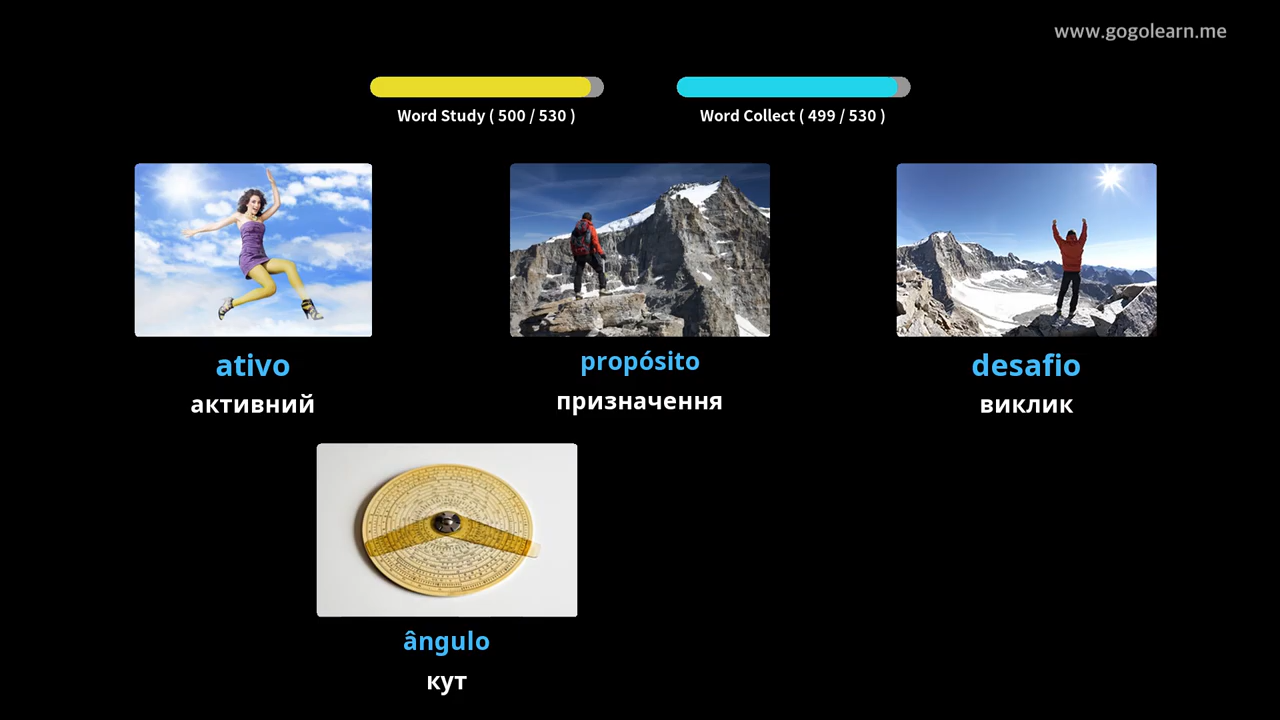 www.gogolearn.me
Word Study ( 500 / 530 )
Word Collect ( 499 / 530 )
ativo
активний
propósito
призначення
desafio
виклик
ângulo
кут